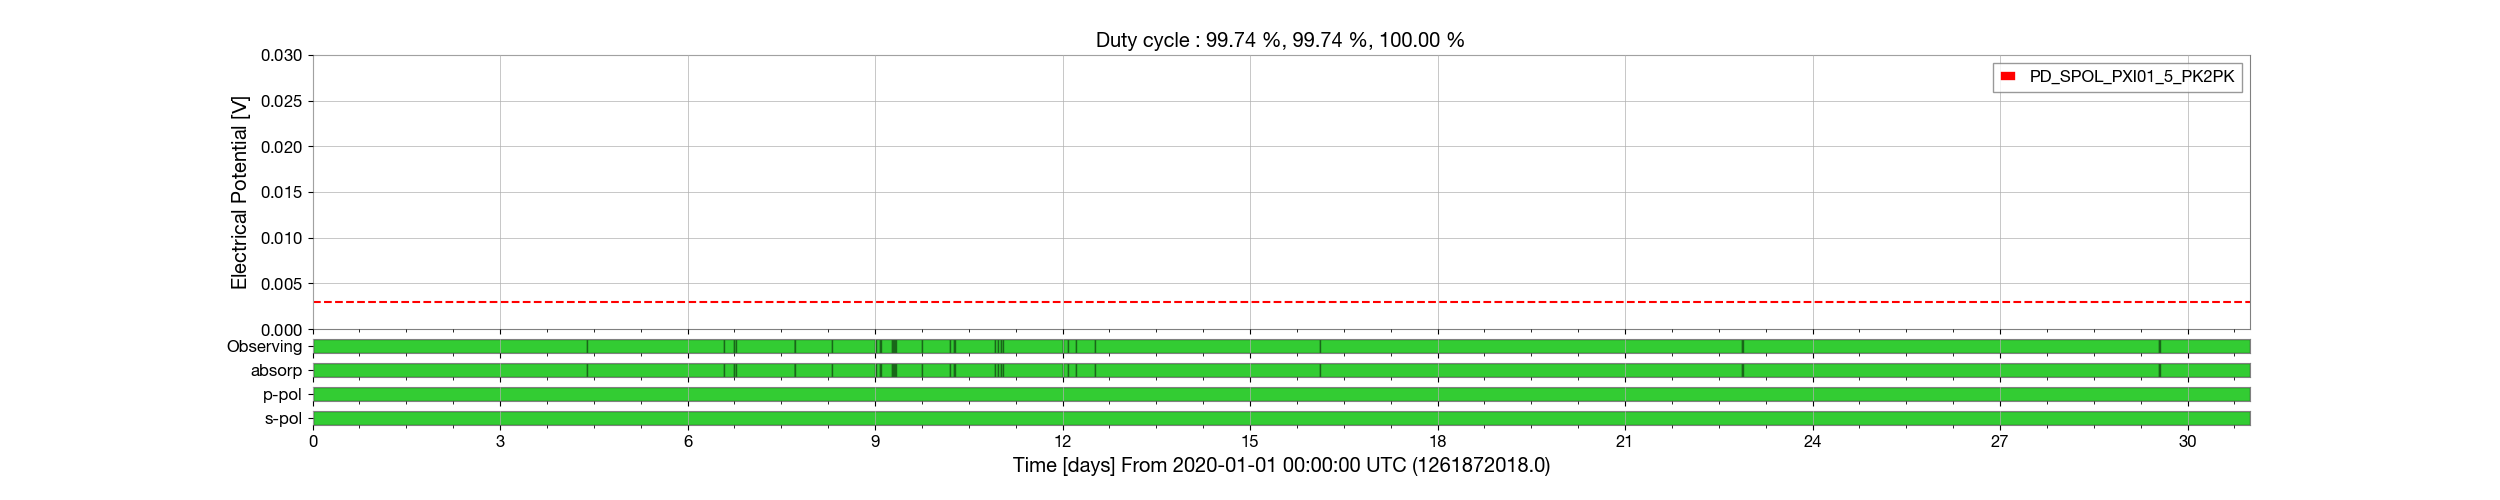 Duty cycle : 99.74 %, 99.74 %, 100.00 %
PD_SPOL_PXI01_5_PK2PK
Electrical Potential [V]
0.030
0.025
0.020
0.015
0.010
0.005
0.000
Observing
absorp
p-pol
s-pol
0 3 6 9 12 15 18 21 24 27 30
Time [days] From 2020-01-01 00:00:00 UTC (1261872018.0)